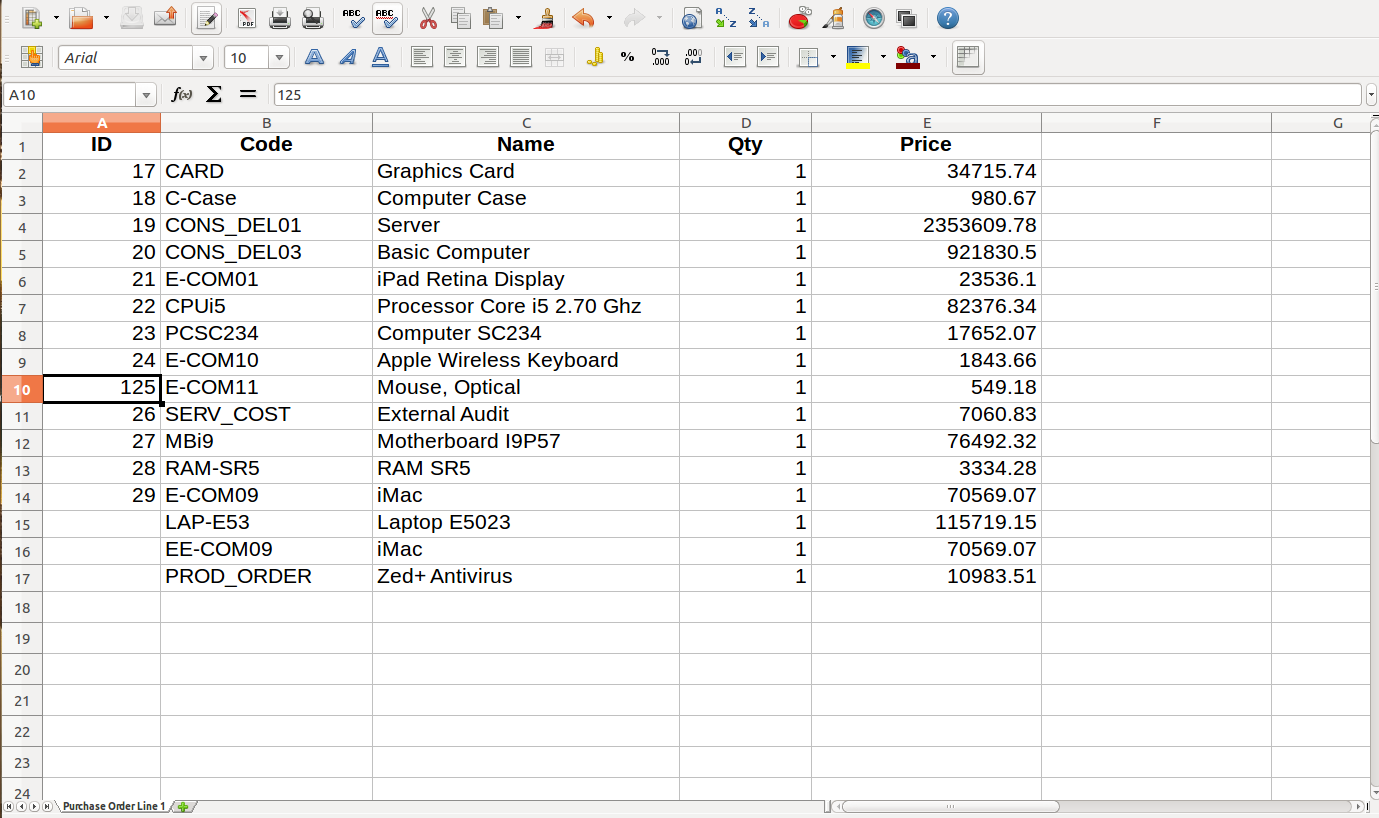 PDF ABC ABC A Z Z A
Arial 10 A A A % 0→ .000 .000 a
A10 f(x) Σ = 125
A B C D E F G
1 ID Code Name Qty Price
2 17 CARD Graphics Card 1 34715.74
3 18 C-Case Computer Case 1 980.67
4 19 CONS_DEL01 Server 1 2353609.78
5 20 CONS_DEL03 Basic Computer 1 921830.5
6 21 E-COM01 iPad Retina Display 1 23536.1
7 22 CPUi5 Processor Core i5 2.70 Ghz 1 82376.34
8 23 PCSC234 Computer SC234 1 17652.07
9 24 E-COM10 Apple Wireless Keyboard 1 1843.66
10 125 E-COM11 Mouse, Optical 1 549.18
11 26 SERV_COST External Audit 1 7060.83
12 27 MBi9 Motherboard I9P57 1 76492.32
13 28 RAM-SR5 RAM SR5 1 3334.28
14 29 E-COM09 iMac 1 70569.07
15 LAP-E53 Laptop E5023 1 115719.15
16 EE-COM09 iMac 1 70569.07
17 PROD_ORDER Zed+ Antivirus 1 10983.51
18
19
20
21
22
23
24
Purchase Order Line 1